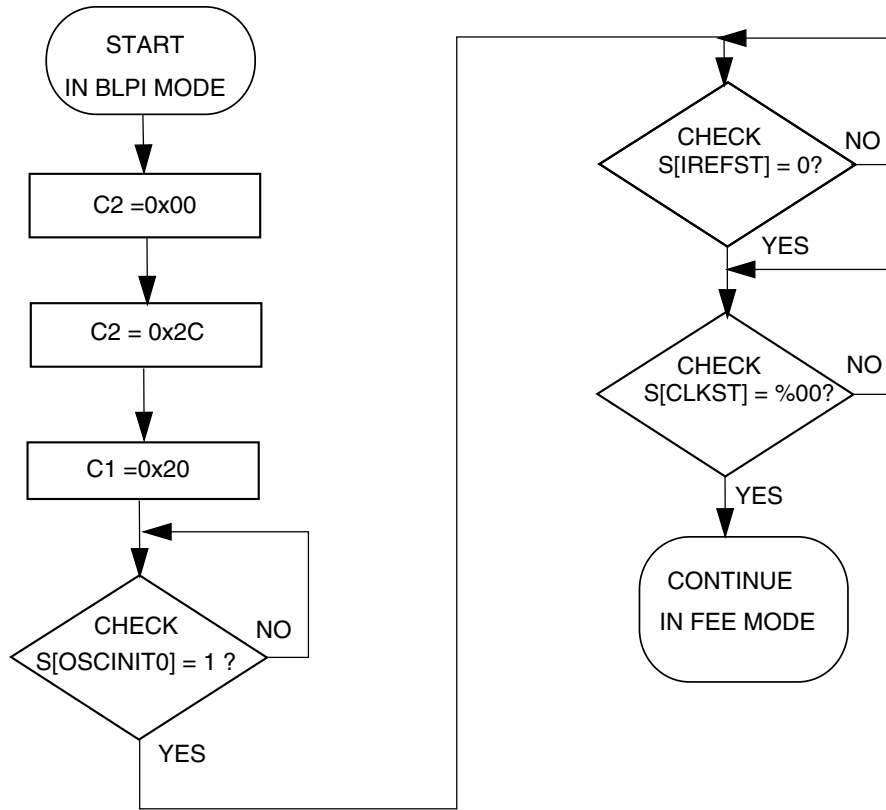 START
IN BLPI MODE
C2 =0x00
C2 = 0x2C
C1 =0x20
CHECK
S[OSCINIT0] = 1 ?
NO
YES
CHECK
S[IREFST] = 0?
NO
YES
CHECK
S[CLKST] = %00?
NO
YES
CONTINUE
IN FEE MODE